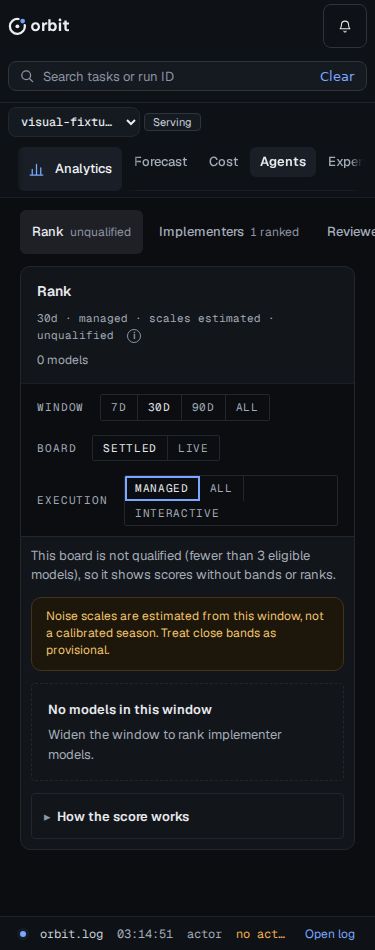 orbit
Search tasks or run ID Clear
visual-fixtu… Serving
Analytics Forecast Cost Agents Exper
Rank unqualified Implementers 1 ranked Reviewe
Rank
30d · managed · scales estimated ·
unqualified
0 models
WINDOW 7D 30D 90D ALL
BOARD SETTLED LIVE
EXECUTION MANAGED ALL
INTERACTIVE
This board is not qualified (fewer than 3 eligible
models), so it shows scores without bands or ranks.
Noise scales are estimated from this window, not
a calibrated season. Treat close bands as
provisional.
No models in this window
Widen the window to rank implementer
models.
How the score works
orbit.log 03:14:51 actor no act… Open log